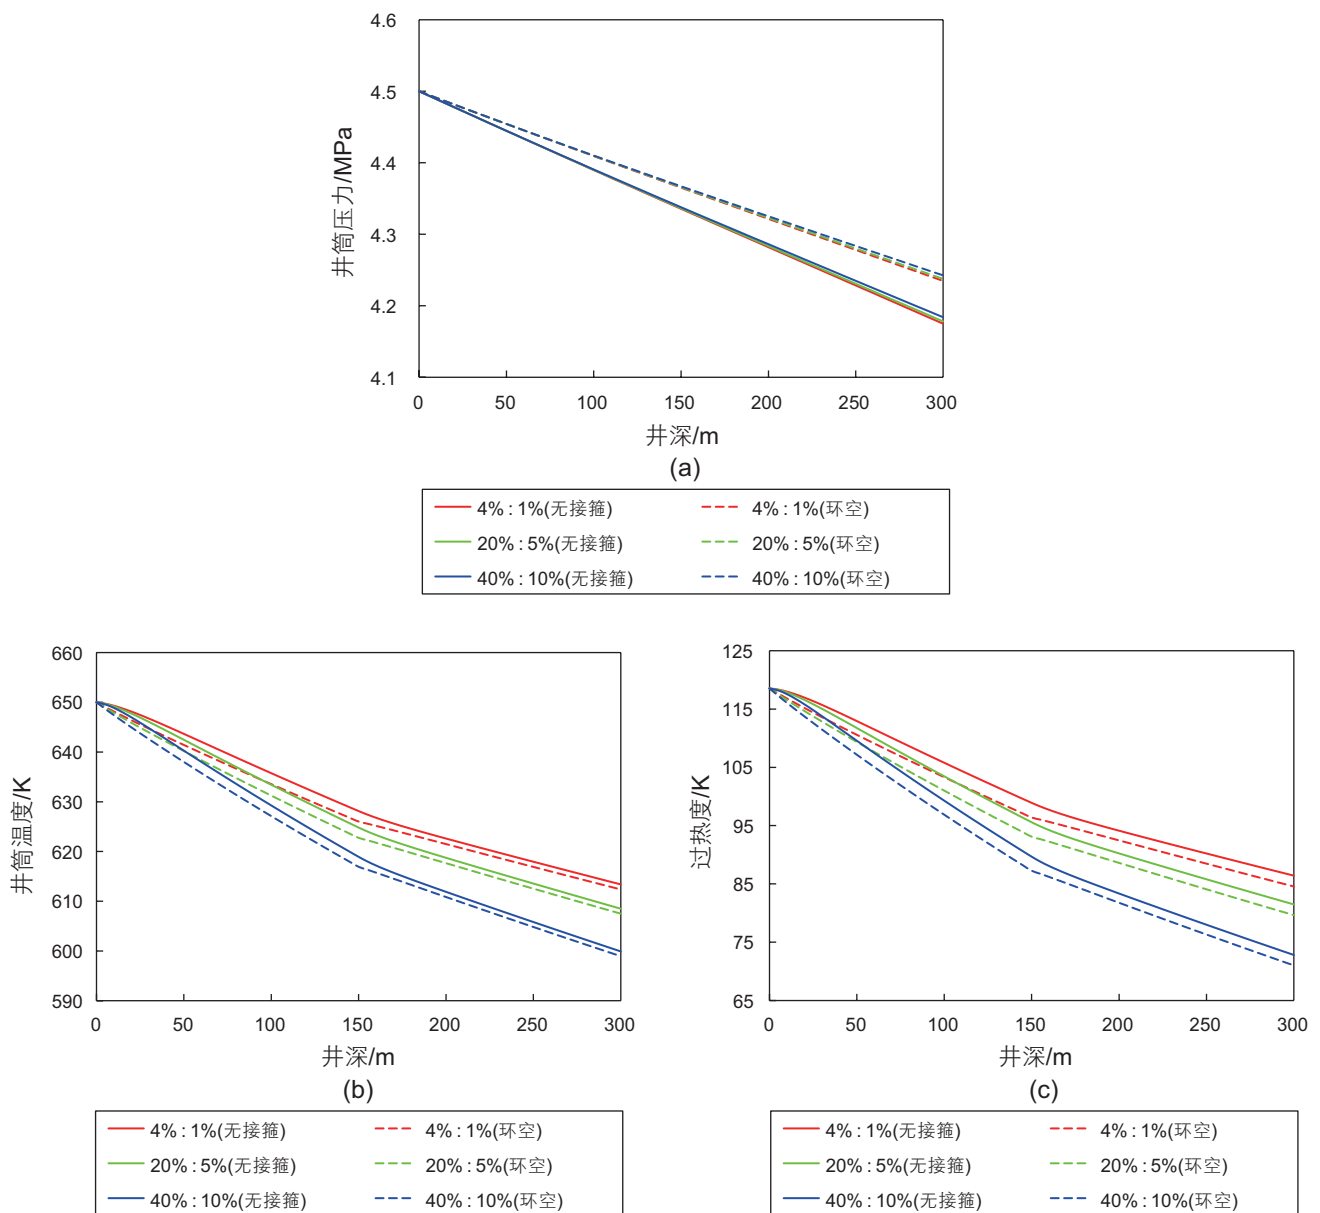 4.6
4.5
4.4
4.3
4.2
4.1
井筒压力/MPa
0 50 100 150 200 250 300
井深/m
(a)
4% : 1%(无接箍) 4% : 1%(环空)
20% : 5%(无接箍) 20% : 5%(环空)
40% : 10%(无接箍) 40% : 10%(环空)
660
650
640
630
620
610
600
590
井筒温度/K
0 50 100 150 200 250 300
井深/m
(b)
4% : 1%(无接箍) 4% : 1%(环空)
20% : 5%(无接箍) 20% : 5%(环空)
40% : 10%(无接箍) 40% : 10%(环空)
125
115
105
95
85
75
65
过热度/K
0 50 100 150 200 250 300
井深/m
(c)
4% : 1%(无接箍) 4% : 1%(环空)
20% : 5%(无接箍) 20% : 5%(环空)
40% : 10%(无接箍) 40% : 10%(环空)